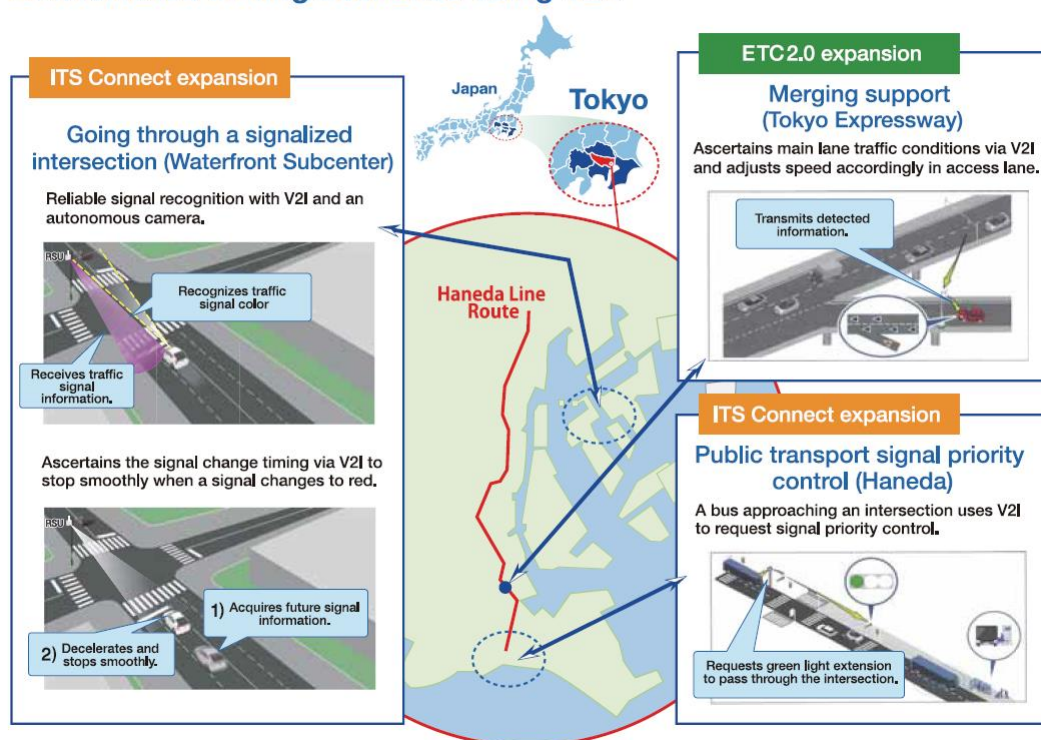 ITS Connect expansion
Going through a signalized
intersection (Waterfront Subcenter)
Reliable signal recognition with V2I and an
autonomous camera.
RSU
Recognizes traffic
signal color
Receives traffic
signal
information.
Ascertains the signal change timing via V2I to
stop smoothly when a signal changes to red.
RSU
1) Acquires future signal
information.
2) Decelerates and
stops smoothly.
Japan
Tokyo
Haneda Line
Route
ETC2.0 expansion
Merging support
(Tokyo Expressway)
Ascertains main lane traffic conditions via V2I
and adjusts speed accordingly in access lane.
Transmits detected
information.
ITS Connect expansion
Public transport signal priority
control (Haneda)
A bus approaching an intersection uses V2I
to request signal priority control.
Requests green light extension
to pass through the intersection.